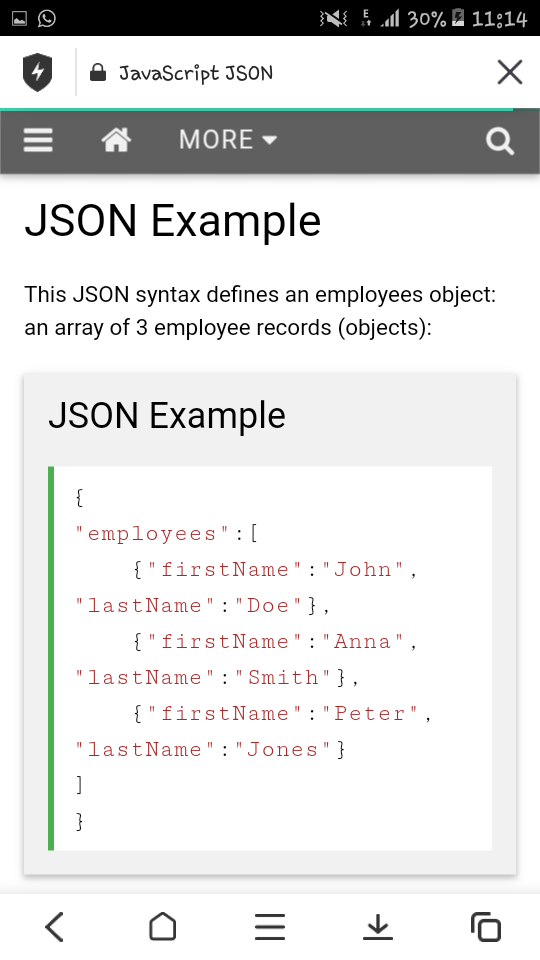 E 30% 11:14
JavaScript JSON
MORE
JSON Example
This JSON syntax defines an employees object:
an array of 3 employee records (objects):
JSON Example
{
"employees":[
    {"firstName":"John",
"lastName":"Doe"},
    {"firstName":"Anna",
"lastName":"Smith"},
    {"firstName":"Peter",
"lastName":"Jones"}
]
}